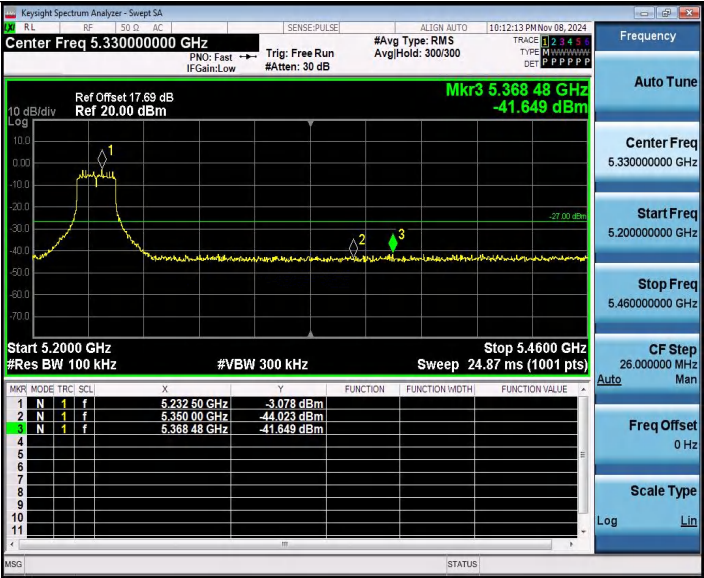 Keysight Spectrum Analyzer - Swept SA
RL RF 50 Ω AC SENSE:PULSE ALIGN AUTO 10:12:13 PM Nov 08, 2024
Center Freq 5.330000000 GHz
PNO: Fast
IFGain:Low
Trig: Free Run
#Atten: 30 dB
#Avg Type: RMS
Avg|Hold: 300/300
TRACE 1 2 3 4 5 6
TYPE M W W W W W
DET P P P P P P
Frequency
Auto Tune
Center Freq
5.330000000 GHz
Start Freq
5.200000000 GHz
Stop Freq
5.460000000 GHz
CF Step
26.000000 MHz
Auto Man
Freq Offset
0 Hz
Scale Type
Log Lin
Mkr3 5.368 48 GHz
-41.649 dBm
Ref Offset 17.69 dB
10 dB/div Ref 20.00 dBm
Log
10.0
0.00
-10.0
-20.0
-30.0
-40.0
-50.0
-60.0
-70.0
1
2
3
-27.00 dBm
Start 5.2000 GHz Stop 5.4600 GHz
#Res BW 100 kHz #VBW 300 kHz Sweep 24.87 ms (1001 pts)
MKR MODE TRC SCL X Y FUNCTION FUNCTION WIDTH FUNCTION VALUE
1 N 1 f 5.232 50 GHz -3.078 dBm
2 N 1 f 5.350 00 GHz -44.023 dBm
3 N 1 f 5.368 48 GHz -41.649 dBm
4
5
6
7
8
9
10
11
MSG STATUS